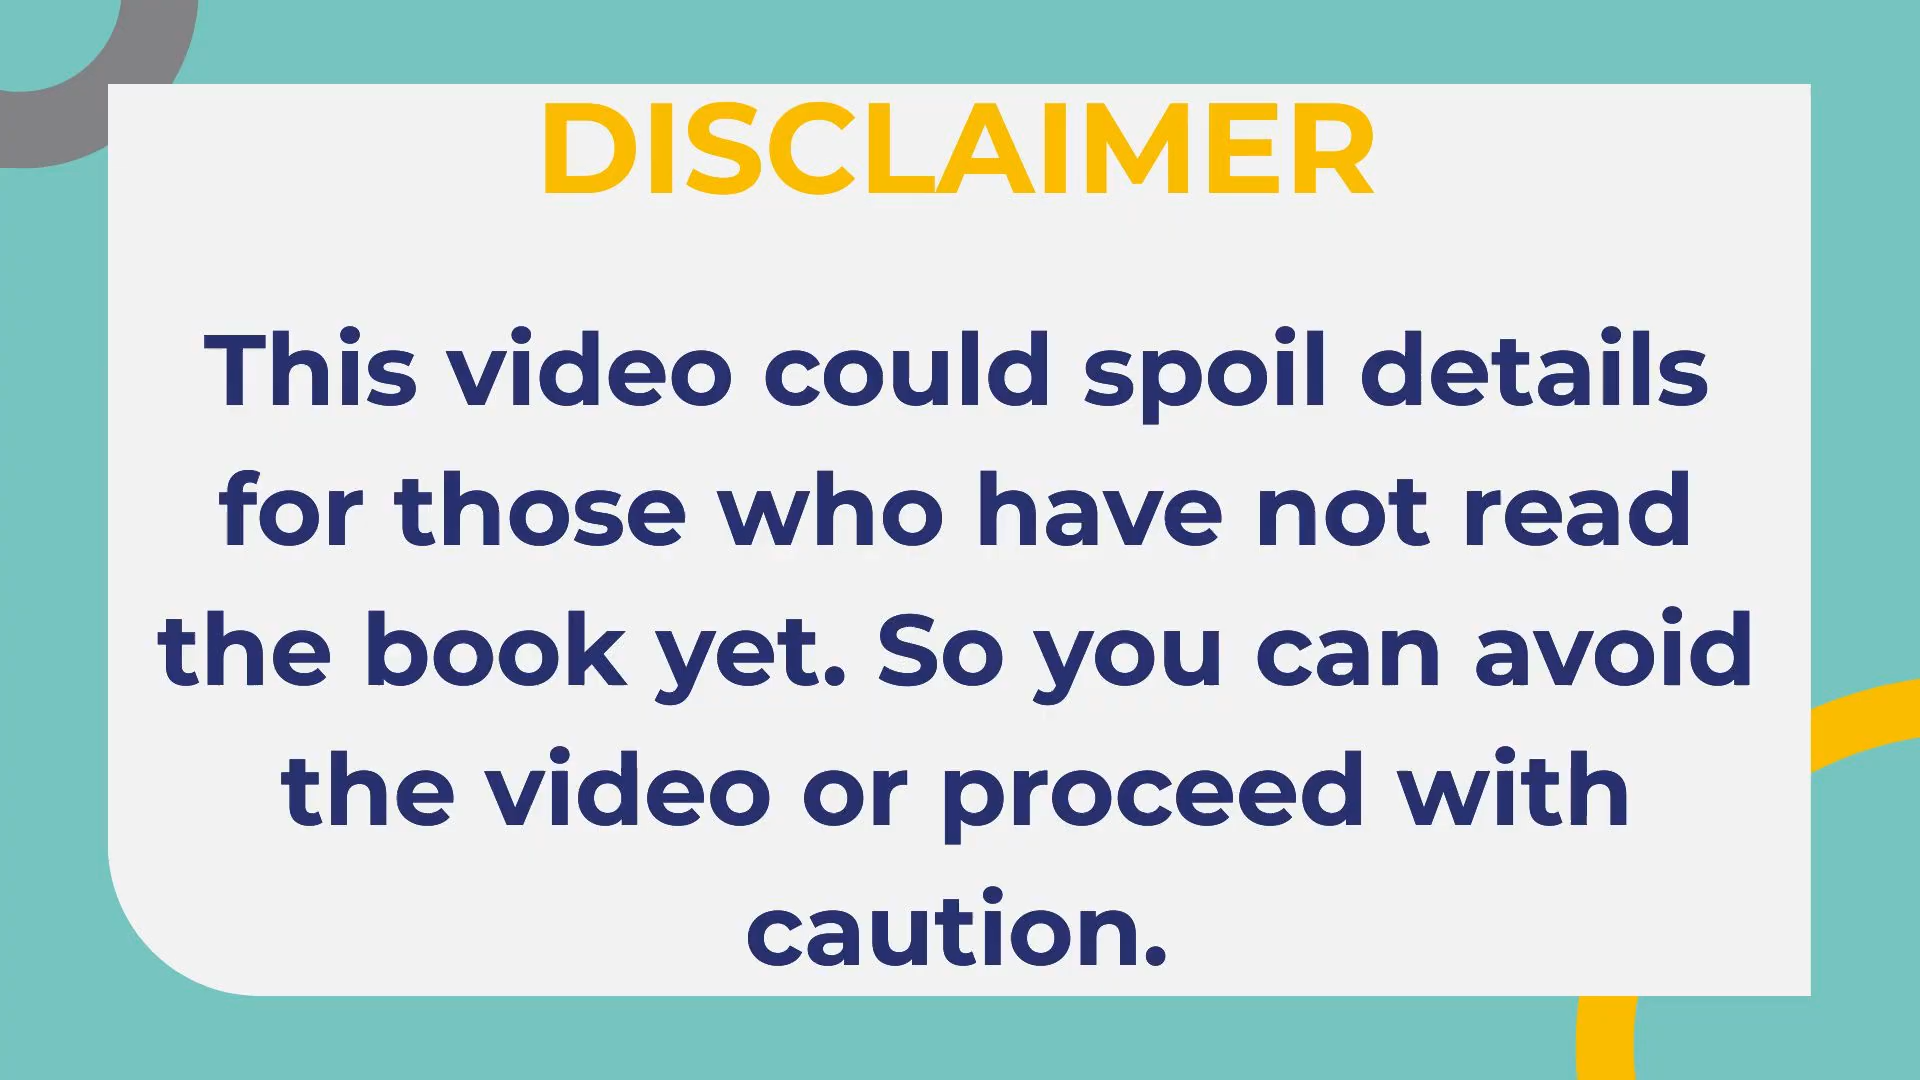 DISCLAIMER
This video could spoil details
for those who have not read
the book yet. So you can avoid
the video or proceed with
caution.